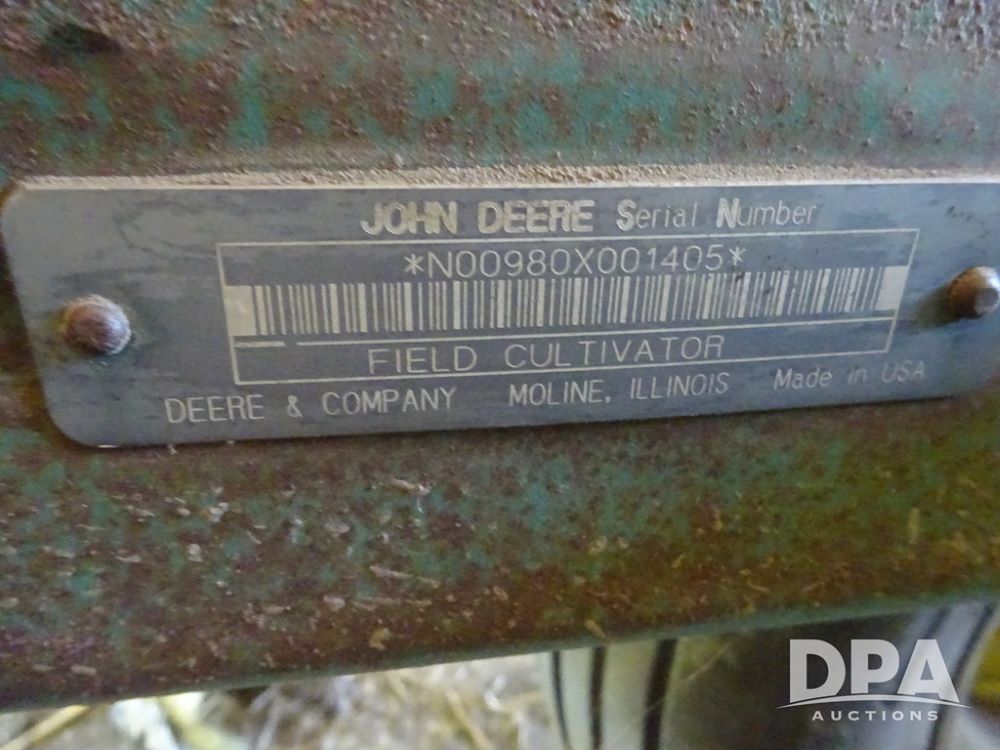 JOHN DEERE Serial Number
*N00980X001405*
FIELD CULTIVATOR
DEERE & COMPANY MOLINE, ILLINOIS Made in USA
DPA
AUCTIONS